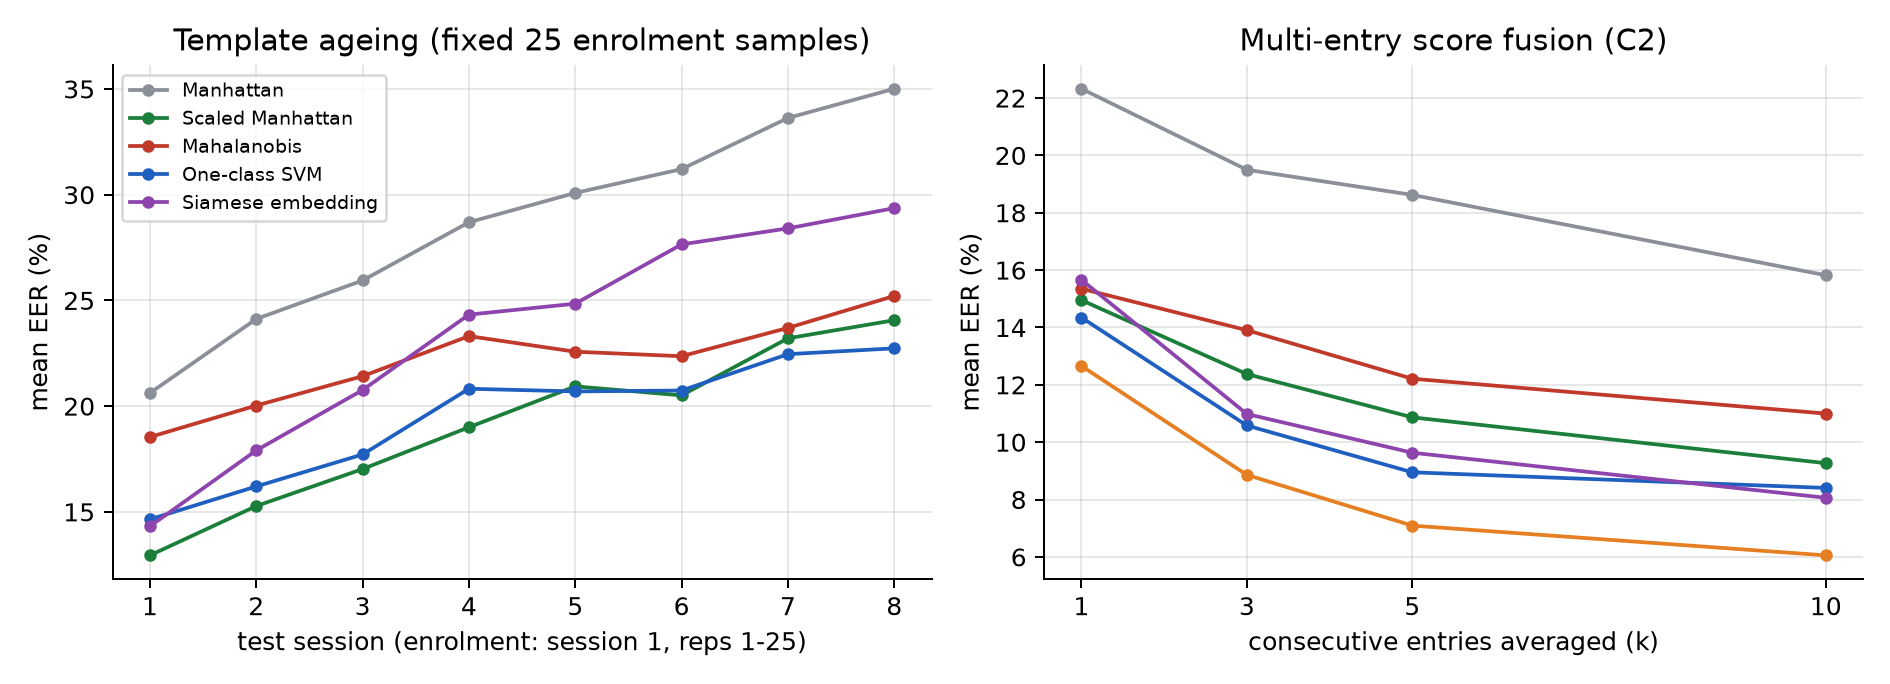 Template ageing (fixed 25 enrolment samples)
Manhattan
Scaled Manhattan
Mahalanobis
One-class SVM
Siamese embedding
35
30
25
20
15
mean EER (%)
1 2 3 4 5 6 7 8
test session (enrolment: session 1, reps 1-25)
Multi-entry score fusion (C2)
22
20
18
16
14
12
10
8
6
mean EER (%)
1 3 5 10
consecutive entries averaged (k)